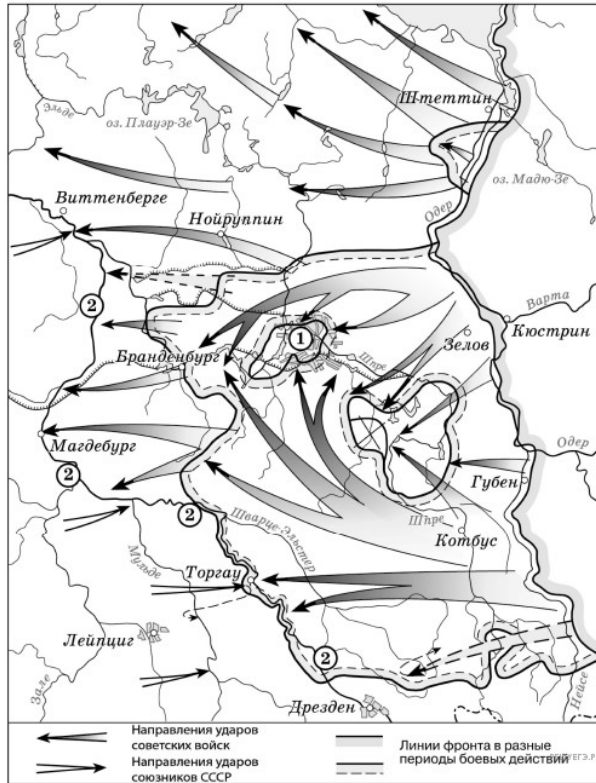 Штеттин
Эльде
оз. Плауэр-Зе
оз. Мадю-Зе
Виттенберге
Нойруппин
Одер
2
Варта
Кюстрин
1
Зелов
Бранденбург
Шпре
Магдебург
Одер
2
Губен
2
Шварце-Эльстер
Шпре
Котбус
Мульде
Торгау
Лейпциг
2
Зале
Дрезден
Нейсе
Направления ударов
советских войск
Направления ударов
союзников СССР
Линии фронта в разные
периоды боевых действий